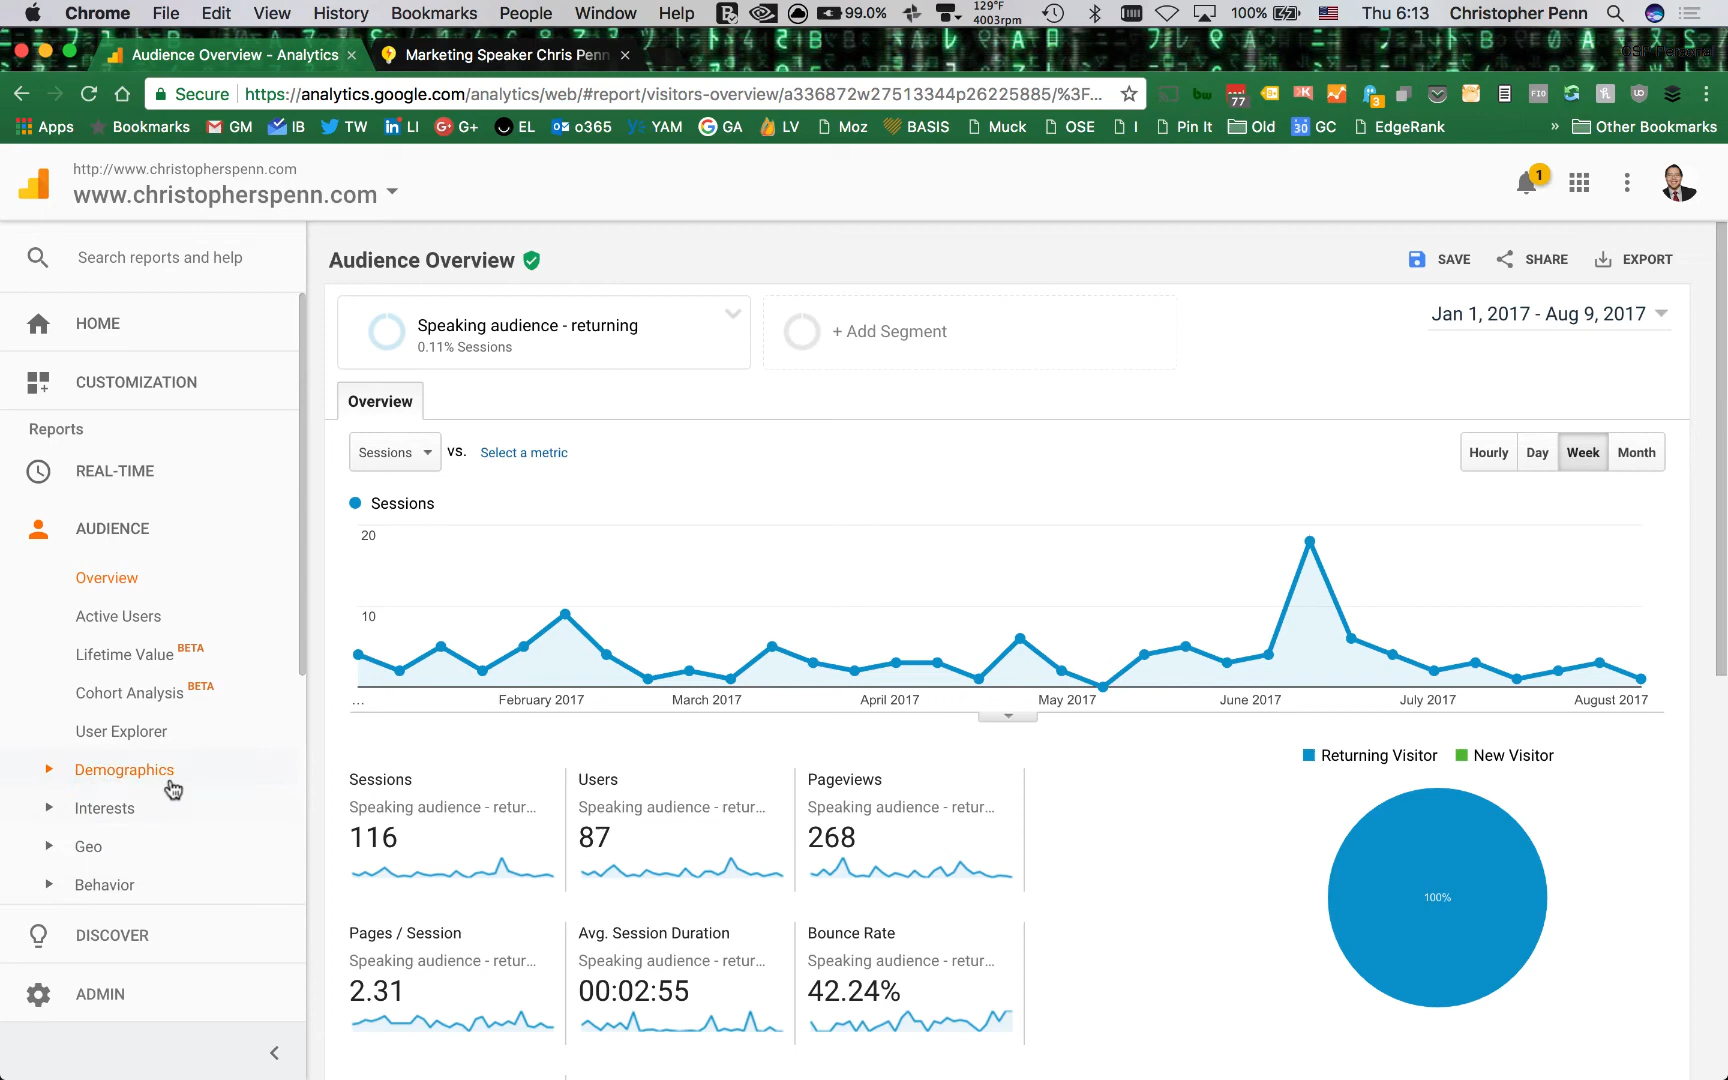 Chrome File Edit View History Bookmarks People Window Help 99.0% 129°F 4003rpm 100% Thu 6:13 Christopher Penn
Audience Overview - Analytics × Marketing Speaker Chris Penn ×
Secure https://analytics.google.com/analytics/web/#report/visitors-overview/a336872w27513344p26225885/%3F... bw 77 3 FIO
Apps Bookmarks GM IB TW LI G+ EL o365 YAM GA LV Moz BASIS Muck OSE I Pin It Old 30 GC EdgeRank » Other Bookmarks
http://www.christopherspenn.com
www.christopherspenn.com
1
Search reports and help
HOME
CUSTOMIZATION
Reports
REAL-TIME
AUDIENCE
Overview
Active Users
Lifetime Value BETA
Cohort Analysis BETA
User Explorer
Demographics
Interests
Geo
Behavior
DISCOVER
ADMIN
Audience Overview
SAVE SHARE EXPORT
Speaking audience - returning
0.11% Sessions
+ Add Segment
Jan 1, 2017 - Aug 9, 2017
Overview
Sessions VS. Select a metric
Hourly Day Week Month
Sessions
20
10
... February 2017 March 2017 April 2017 May 2017 June 2017 July 2017 August 2017
Returning Visitor New Visitor
100%
Sessions
Speaking audience - retur...
116
Users
Speaking audience - retur...
87
Pageviews
Speaking audience - retur...
268
Pages / Session
Speaking audience - retur...
2.31
Avg. Session Duration
Speaking audience - retur...
00:02:55
Bounce Rate
Speaking audience - retur...
42.24%